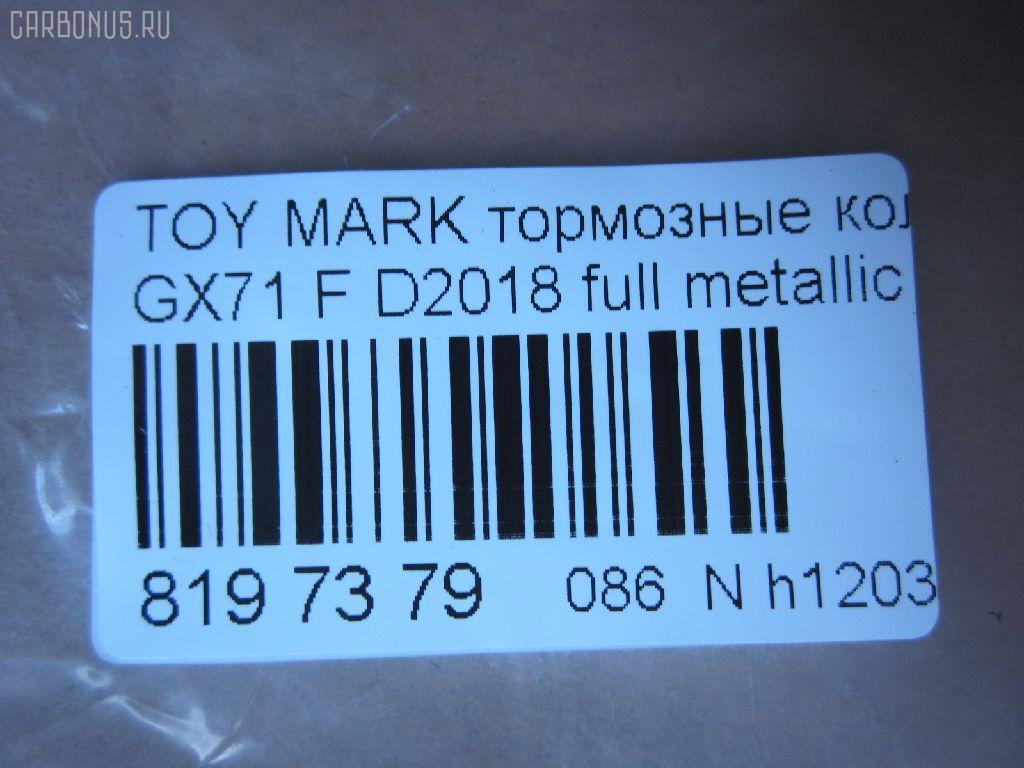 CARBONUS.RU
TOY MARK тормозные кол
GX71 F D2018 full metallic
819 73 79 086 N h1203